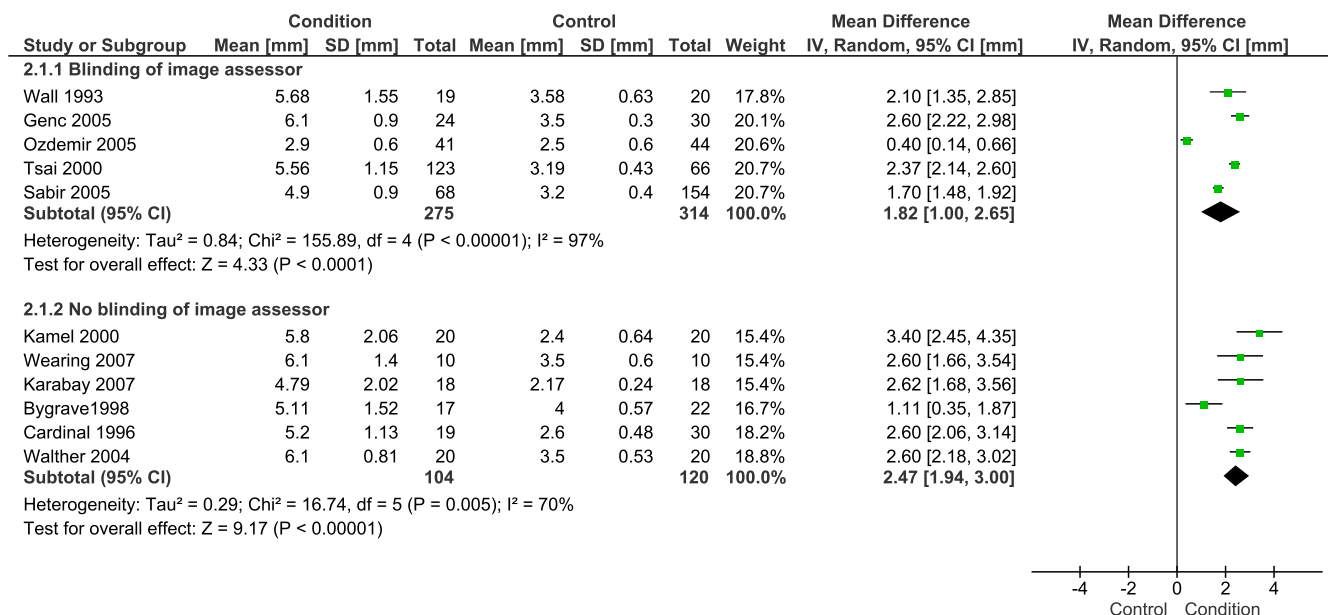 Condition Control Mean Difference Mean Difference
Study or Subgroup Mean [mm] SD [mm] Total Mean [mm] SD [mm] Total Weight IV, Random, 95% CI [mm] IV, Random, 95% CI [mm]
2.1.1 Blinding of image assessor
Wall 1993 5.68 1.55 19 3.58 0.63 20 17.8% 2.10 [1.35, 2.85]
Genc 2005 6.1 0.9 24 3.5 0.3 30 20.1% 2.60 [2.22, 2.98]
Ozdemir 2005 2.9 0.6 41 2.5 0.6 44 20.6% 0.40 [0.14, 0.66]
Tsai 2000 5.56 1.15 123 3.19 0.43 66 20.7% 2.37 [2.14, 2.60]
Sabir 2005 4.9 0.9 68 3.2 0.4 154 20.7% 1.70 [1.48, 1.92]
Subtotal (95% CI) 275 314 100.0% 1.82 [1.00, 2.65]
Heterogeneity: Tau² = 0.84; Chi² = 155.89, df = 4 (P < 0.00001); I² = 97%
Test for overall effect: Z = 4.33 (P < 0.0001)
2.1.2 No blinding of image assessor
Kamel 2000 5.8 2.06 20 2.4 0.64 20 15.4% 3.40 [2.45, 4.35]
Wearing 2007 6.1 1.4 10 3.5 0.6 10 15.4% 2.60 [1.66, 3.54]
Karabay 2007 4.79 2.02 18 2.17 0.24 18 15.4% 2.62 [1.68, 3.56]
Bygrave1998 5.11 1.52 17 4 0.57 22 16.7% 1.11 [0.35, 1.87]
Cardinal 1996 5.2 1.13 19 2.6 0.48 30 18.2% 2.60 [2.06, 3.14]
Walther 2004 6.1 0.81 20 3.5 0.53 20 18.8% 2.60 [2.18, 3.02]
Subtotal (95% CI) 104 120 100.0% 2.47 [1.94, 3.00]
Heterogeneity: Tau² = 0.29; Chi² = 16.74, df = 5 (P = 0.005); I² = 70%
Test for overall effect: Z = 9.17 (P < 0.00001)
-4 -2 0 2 4
Control Condition